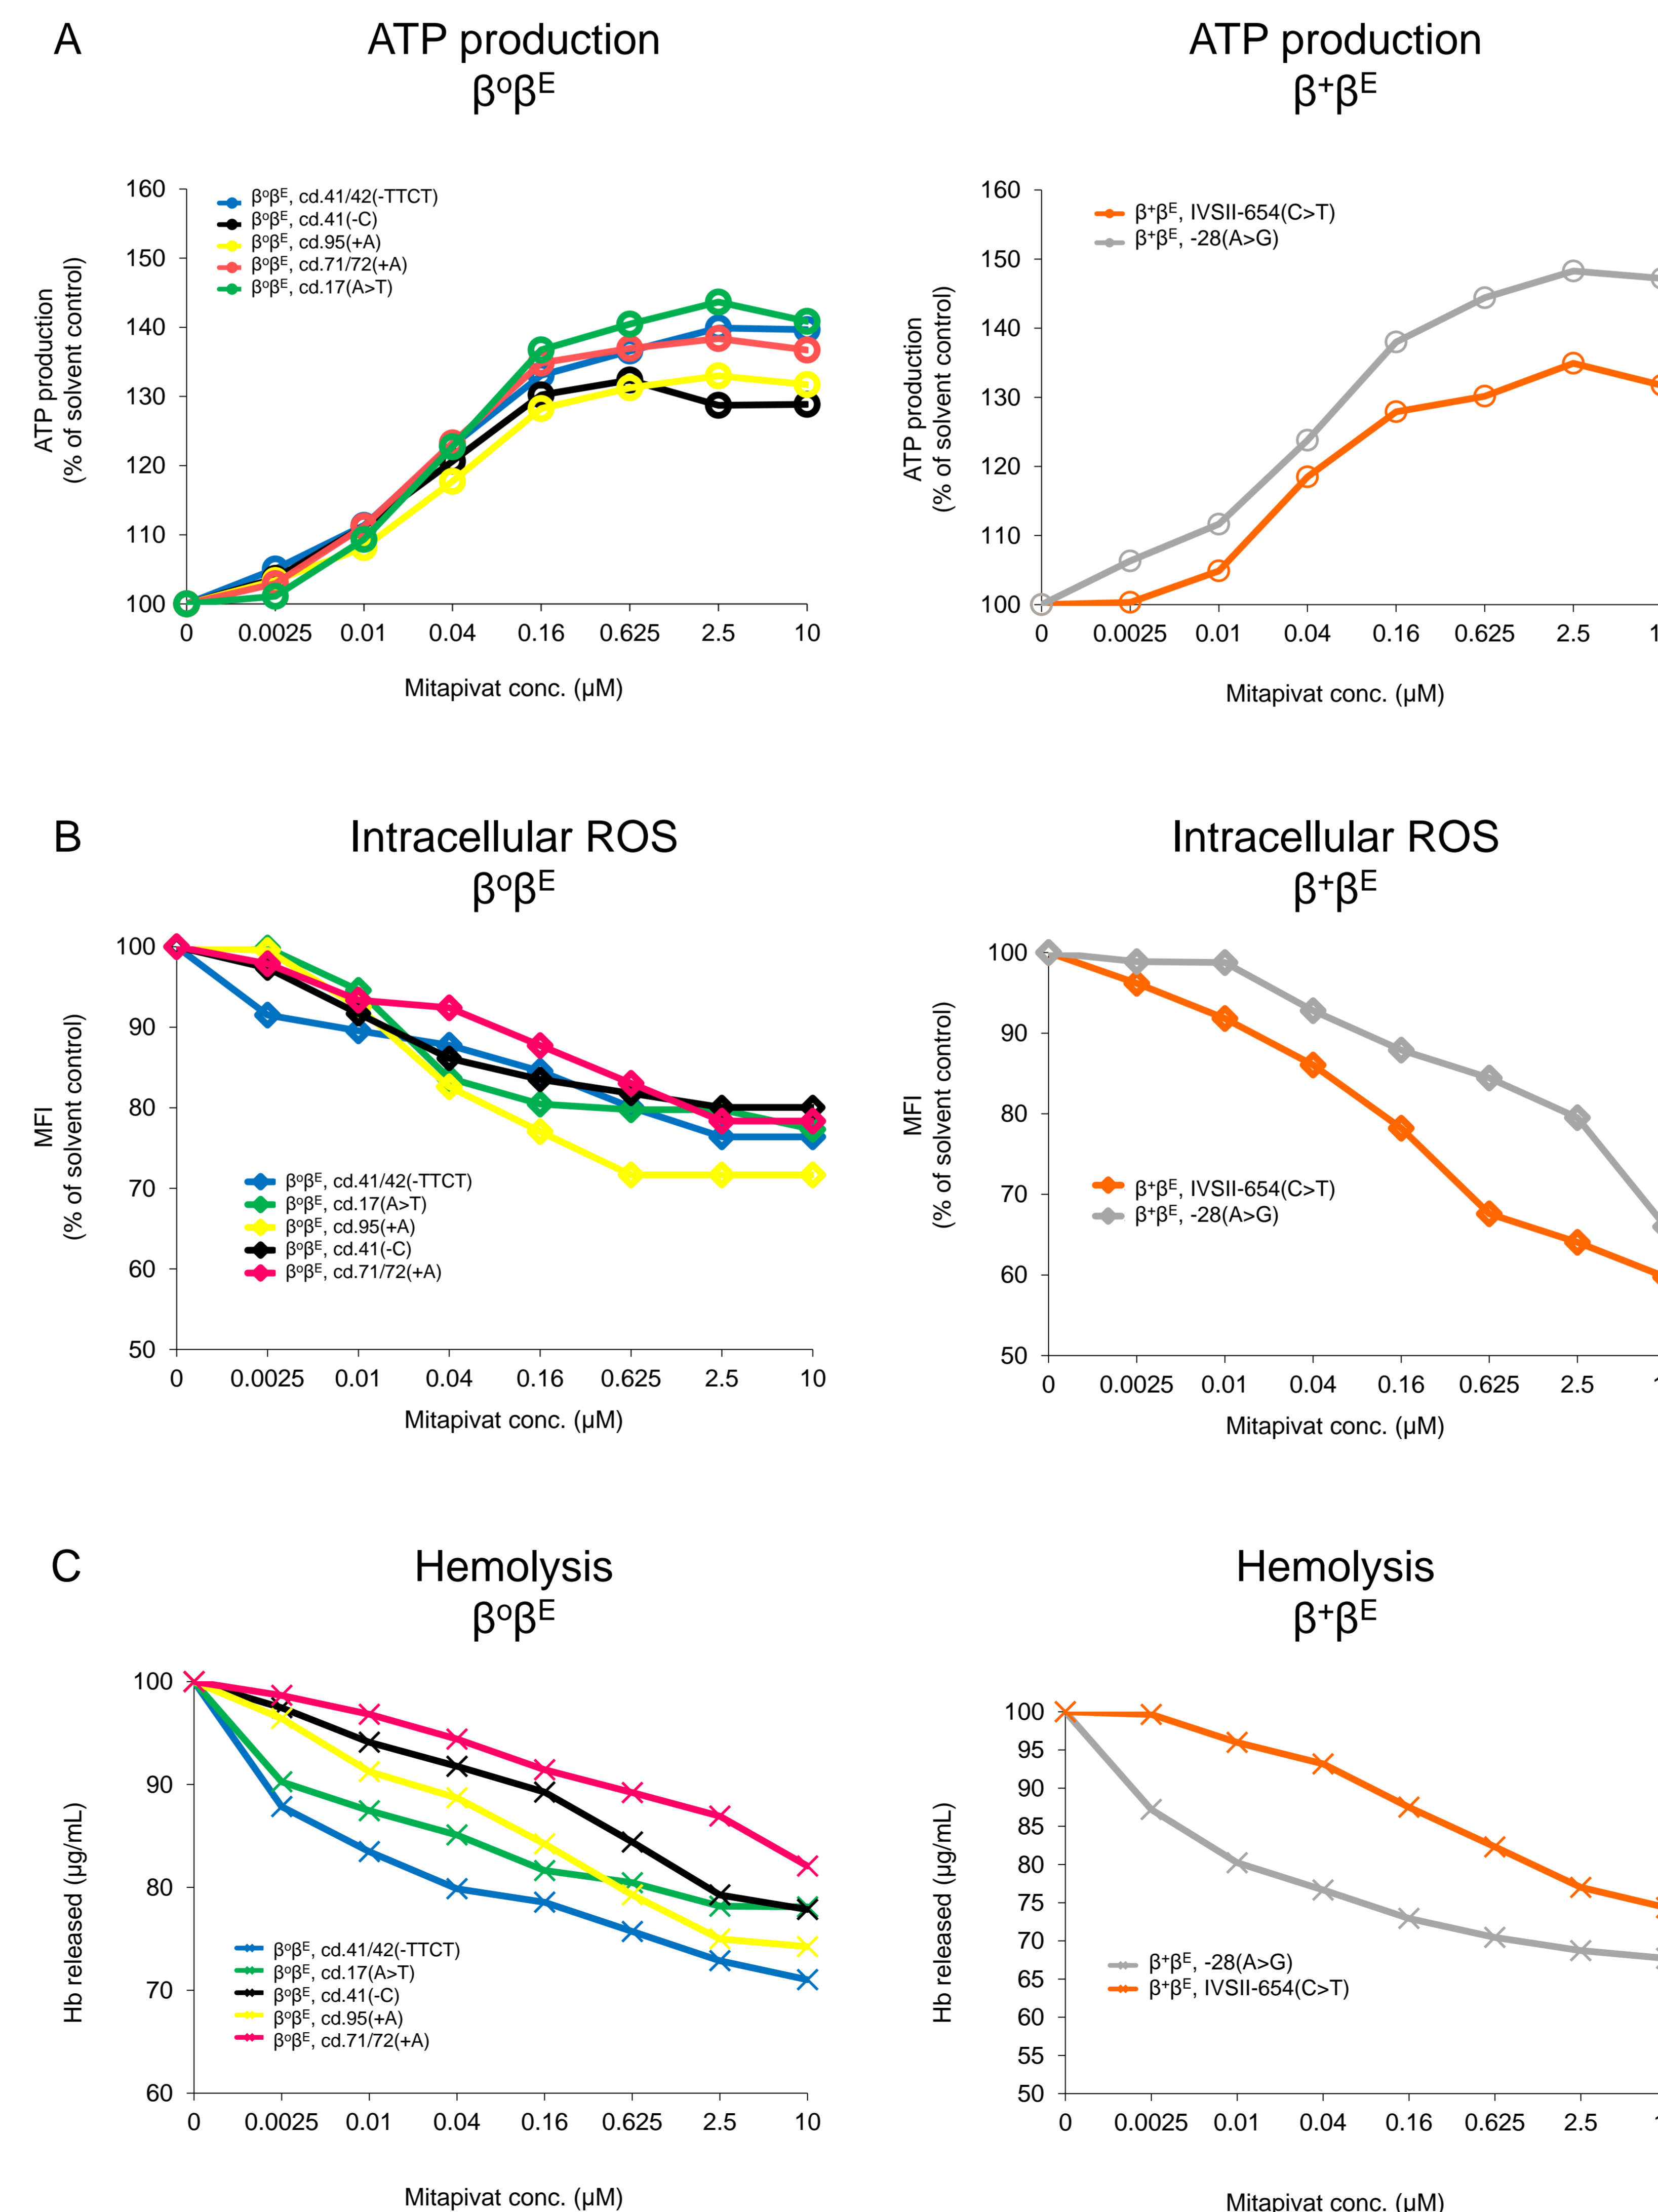 A
ATP production
βᵒβᴱ
160
150
140
130
120
110
100
ATP production
(% of solvent control)
βᵒβᴱ, cd.41/42(-TTCT)
βᵒβᴱ, cd.41(-C)
βᵒβᴱ, cd.95(+A)
βᵒβᴱ, cd.71/72(+A)
βᵒβᴱ, cd.17(A>T)
0 0.0025 0.01 0.04 0.16 0.625 2.5 10
Mitapivat conc. (µM)
ATP production
β⁺βᴱ
160
150
140
130
120
110
100
ATP production
(% of solvent control)
β⁺βᴱ, IVSII-654(C>T)
β⁺βᴱ, -28(A>G)
0 0.0025 0.01 0.04 0.16 0.625 2.5
Mitapivat conc. (µM)
B
Intracellular ROS
βᵒβᴱ
100
90
80
70
60
50
MFI
(% of solvent control)
βᵒβᴱ, cd.41/42(-TTCT)
βᵒβᴱ, cd.17(A>T)
βᵒβᴱ, cd.95(+A)
βᵒβᴱ, cd.41(-C)
βᵒβᴱ, cd.71/72(+A)
0 0.0025 0.01 0.04 0.16 0.625 2.5 10
Mitapivat conc. (µM)
Intracellular ROS
β⁺βᴱ
100
90
80
70
60
50
MFI
(% of solvent control)
β⁺βᴱ, IVSII-654(C>T)
β⁺βᴱ, -28(A>G)
0 0.0025 0.01 0.04 0.16 0.625 2.5
Mitapivat conc. (µM)
C
Hemolysis
βᵒβᴱ
100
90
80
70
60
Hb released (µg/mL)
βᵒβᴱ, cd.41/42(-TTCT)
βᵒβᴱ, cd.17(A>T)
βᵒβᴱ, cd.41(-C)
βᵒβᴱ, cd.95(+A)
βᵒβᴱ, cd.71/72(+A)
0 0.0025 0.01 0.04 0.16 0.625 2.5 10
Mitapivat conc. (µM)
Hemolysis
β⁺βᴱ
100
95
90
85
80
75
70
65
60
55
50
Hb released (µg/mL)
β⁺βᴱ, -28(A>G)
β⁺βᴱ, IVSII-654(C>T)
0 0.0025 0.01 0.04 0.16 0.625 2.5
Mitapivat conc. (µM)